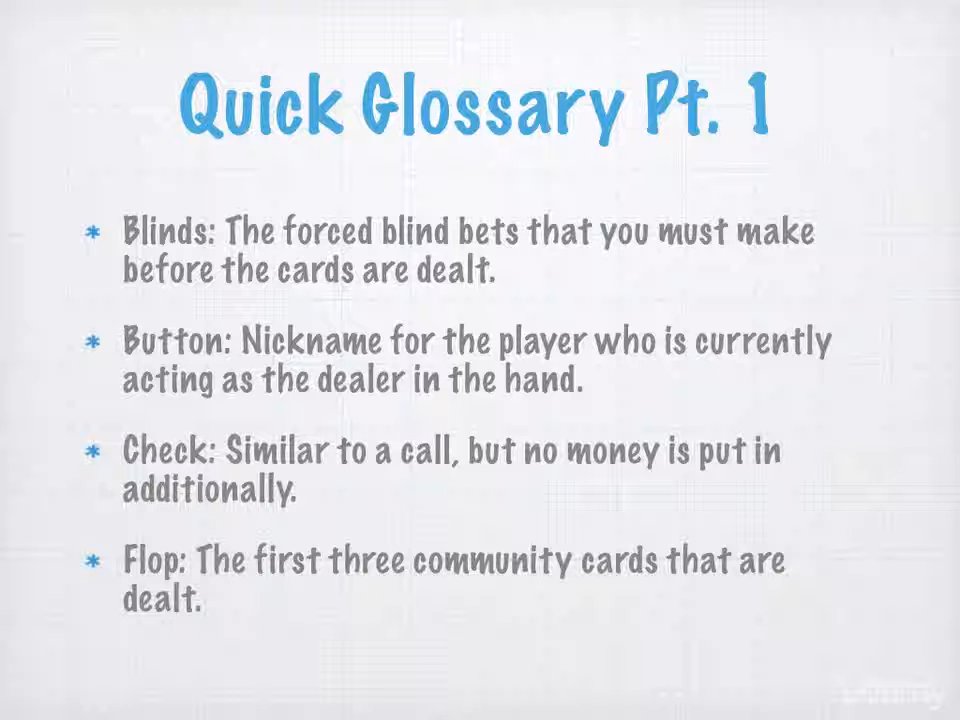 Quick Glossary Pt. 1
* Blinds: The forced blind bets that you must make
before the cards are dealt.
* Button: Nickname for the player who is currently
acting as the dealer in the hand.
* Check: Similar to a call, but no money is put in
additionally.
* Flop: The first three community cards that are
dealt.